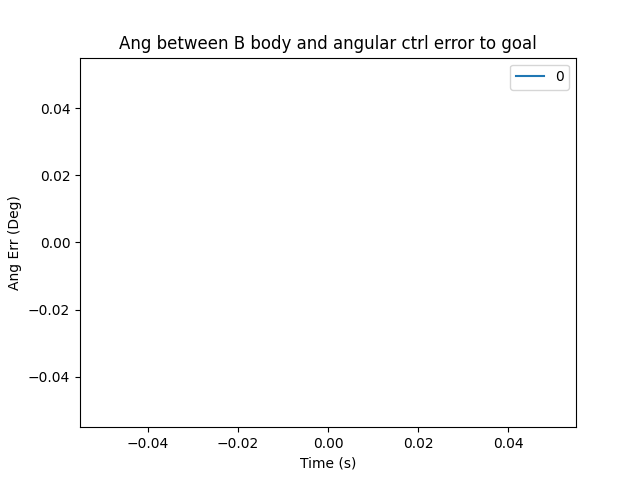 Ang between B body and angular ctrl error to goal
0
0.04
0.02
0.00
−0.02
−0.04
Ang Err (Deg)
−0.04 −0.02 0.00 0.02 0.04
Time (s)